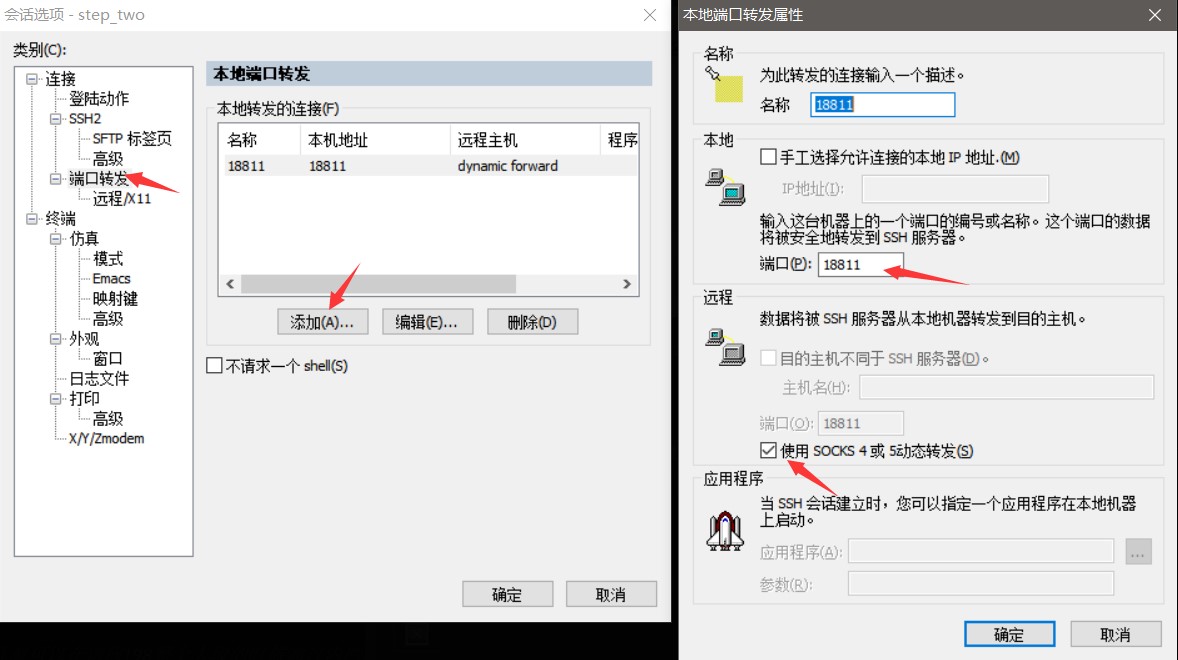 会话选项 - step_two
类别(C):
连接
登陆动作
SSH2
SFTP 标签页
高级
端口转发
远程/X11
终端
仿真
模式
Emacs
映射键
高级
外观
窗口
日志文件
打印
高级
X/Y/Zmodem
本地端口转发
本地转发的连接(F)
名称 本机地址 远程主机 程序
18811 18811 dynamic forward
添加(A)... 编辑(E)... 删除(D)
不请求一个 shell(S)
确定 取消
本地端口转发属性
名称
为此转发的连接输入一个描述。
名称 18811
本地
手工选择允许连接的本地 IP 地址.(M)
IP地址(I):
输入这台机器上的一个端口的编号或名称。这个端口的数据
将被安全地转发到 SSH 服务器。
端口(P): 18811
远程
数据将被 SSH 服务器从本地机器转发到目的主机。
目的主机不同于 SSH 服务器(D)。
主机名(H):
端口(O): 18811
使用 SOCKS 4 或 5动态转发(S)
应用程序
当 SSH 会话建立时，您可以指定一个应用程序在本地机器
上启动。
应用程序(A): ...
参数(R):
确定 取消